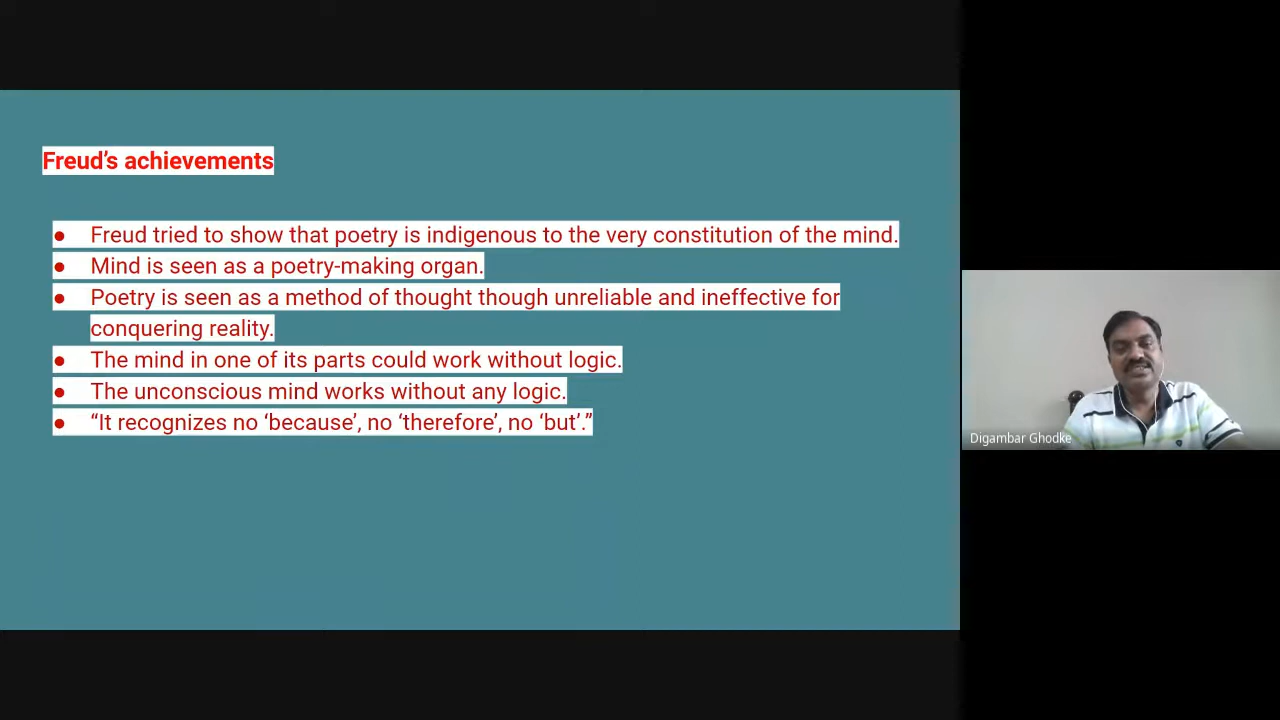 Freud’s achievements
● Freud tried to show that poetry is indigenous to the very constitution of the mind.
● Mind is seen as a poetry-making organ.
● Poetry is seen as a method of thought though unreliable and ineffective for
conquering reality.
● The mind in one of its parts could work without logic.
● The unconscious mind works without any logic.
● “It recognizes no ‘because’, no ‘therefore’, no ‘but’.”
Digambar Ghodke